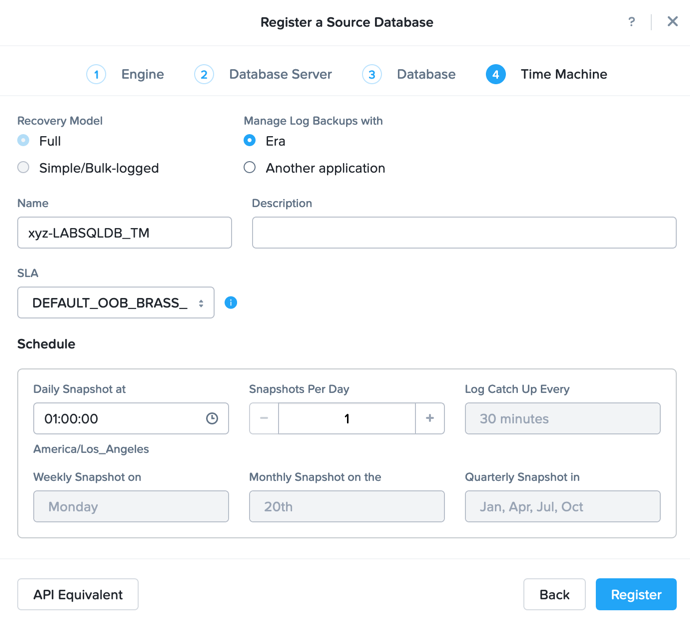 Register a Source Database
?
1 Engine 2 Database Server 3 Database 4 Time Machine
Recovery Model Manage Log Backups with
Full Era
Simple/Bulk-logged Another application
Name Description
xyz-LABSQLDB_TM
SLA
DEFAULT_OOB_BRASS_
Schedule
Daily Snapshot at Snapshots Per Day Log Catch Up Every
01:00:00 − 1 + 30 minutes
America/Los_Angeles
Weekly Snapshot on Monthly Snapshot on the Quarterly Snapshot in
Monday 20th Jan, Apr, Jul, Oct
API Equivalent Back Register